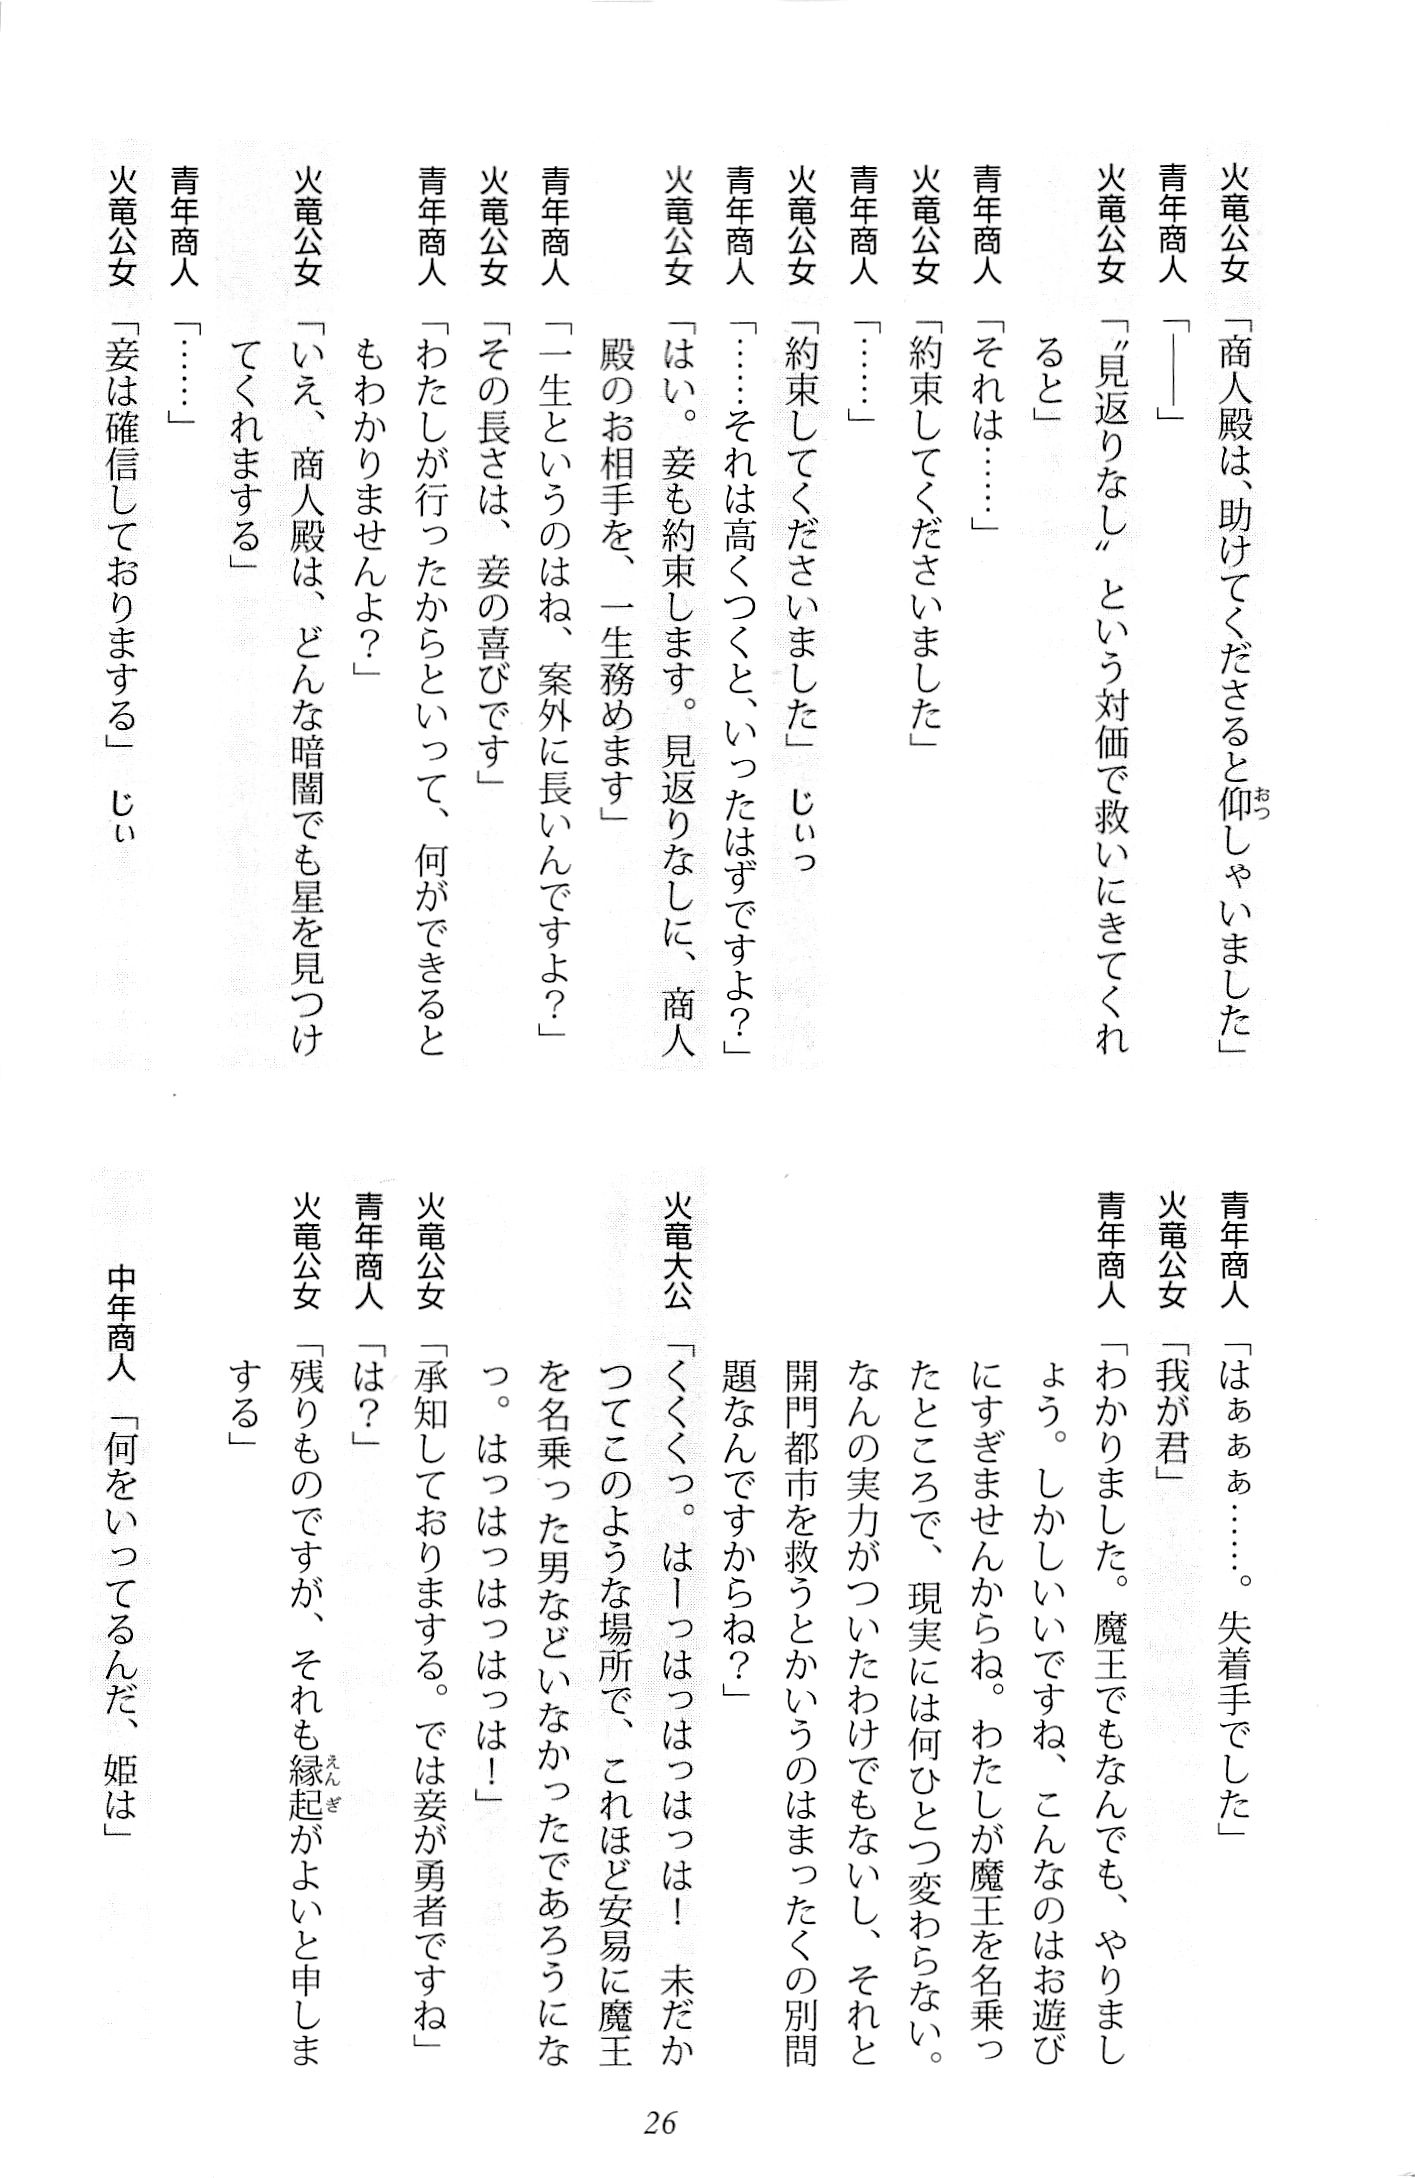 火竜公女「商人殿は、助けてくださると仰しゃいました」
青年商人「――」
火竜公女「〝見返りなし〟という対価で救いにきてくれ
ると」
青年商人「それは……」
火竜公女「約束してくださいました」
青年商人「……」
火竜公女「約束してくださいました」　じぃっ
青年商人「……それは高くつくと、いったはずですよ？」
火竜公女「はい。妾も約束します。見返りなしに、商人
殿のお相手を、一生務めます」
青年商人「一生というのはね、案外に長いんですよ？」
火竜公女「その長さは、妾の喜びです」
青年商人「わたしが行ったからといって、何ができると
もわかりませんよ？」
火竜公女「いえ、商人殿は、どんな暗闇でも星を見つけ
てくれまする」
青年商人「……」
火竜公女「妾は確信しておりまする」　じぃ
青年商人「はぁぁぁ……。失着手でした」
火竜公女「我が君」
青年商人「わかりました。魔王でもなんでも、やりまし
ょう。しかしいいですね、こんなのはお遊び
にすぎませんからね。わたしが魔王を名乗っ
たところで、現実には何ひとつ変わらない。
なんの実力がついたわけでもないし、それと
開門都市を救うとかいうのはまったくの別問
題なんですからね？」
火竜大公「くくくっ。はーっはっはっはっはっは！　未だか
つてこのような場所で、これほど安易に魔王
を名乗った男などいなかったであろうにな
っ。はっはっはっはっは！」
火竜公女「承知しておりまする。では妾が勇者ですね」
青年商人「は？」
火竜公女「残りものですが、それも縁起がよいと申しま
する」
中年商人「何をいってるんだ、姫は」
26